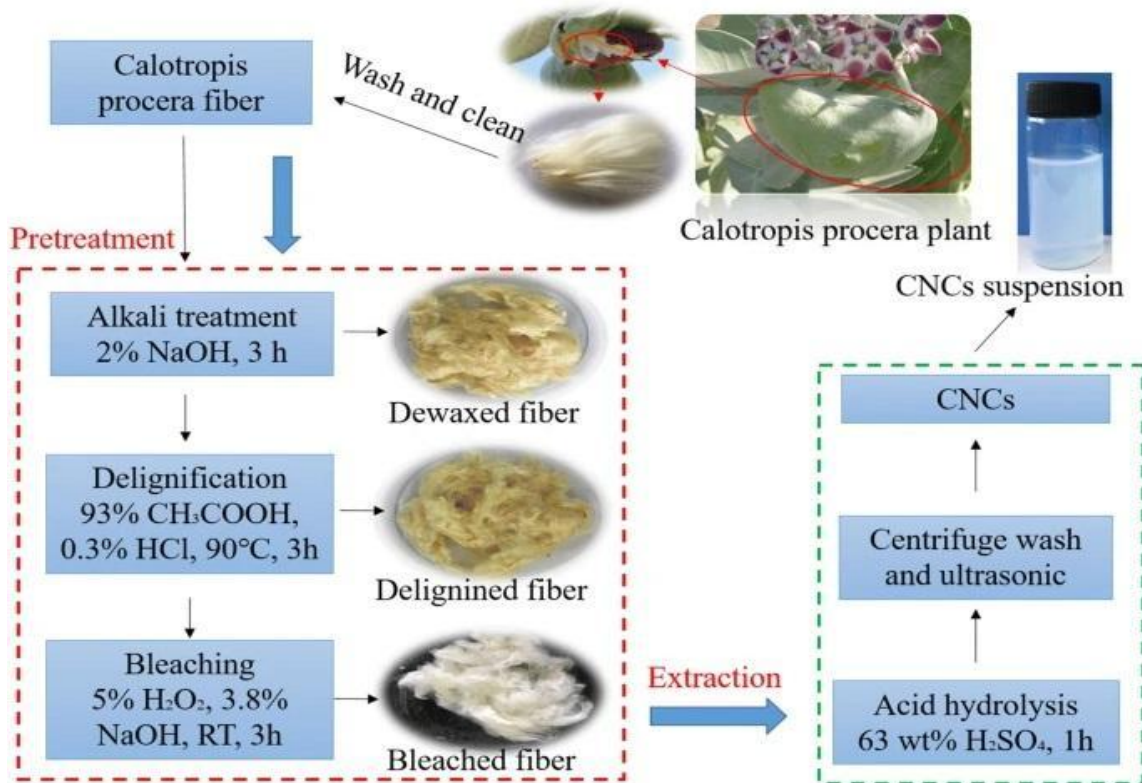 Calotropis
procera fiber
Wash and clean
Calotropis procera plant
CNCs suspension
Pretreatment
Alkali treatment
2% NaOH, 3 h
Dewaxed fiber
Delignification
93% CH₃COOH,
0.3% HCl, 90℃, 3h
Delignined fiber
Bleaching
5% H₂O₂, 3.8%
NaOH, RT, 3h
Bleached fiber
Extraction
CNCs
Centrifuge wash
and ultrasonic
Acid hydrolysis
63 wt% H₂SO₄, 1h